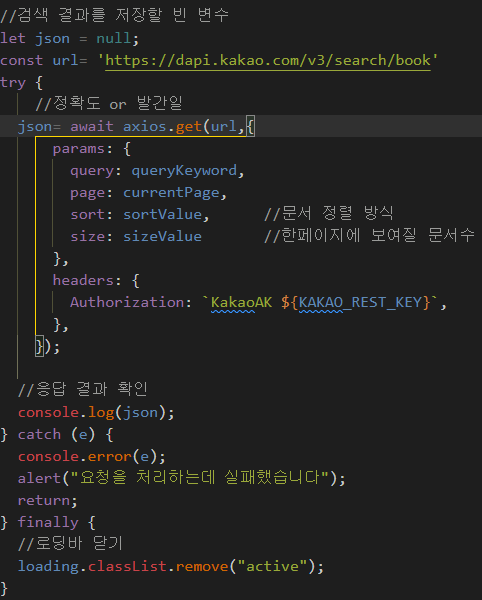 //검색 결과를 저장할 빈 변수
let json = null;
const url= 'https://dapi.kakao.com/v3/search/book'
try {
//정확도 or 발간일
json= await axios.get(url,{
params: {
query: queryKeyword,
page: currentPage,
sort: sortValue, //문서 정렬 방식
size: sizeValue //한페이지에 보여질 문서수
},
headers: {
Authorization: `KakaoAK ${KAKAO_REST_KEY}`,
},
});
//응답 결과 확인
console.log(json);
} catch (e) {
console.error(e);
alert("요청을 처리하는데 실패했습니다");
return;
} finally {
//로딩바 닫기
loading.classList.remove("active");
}